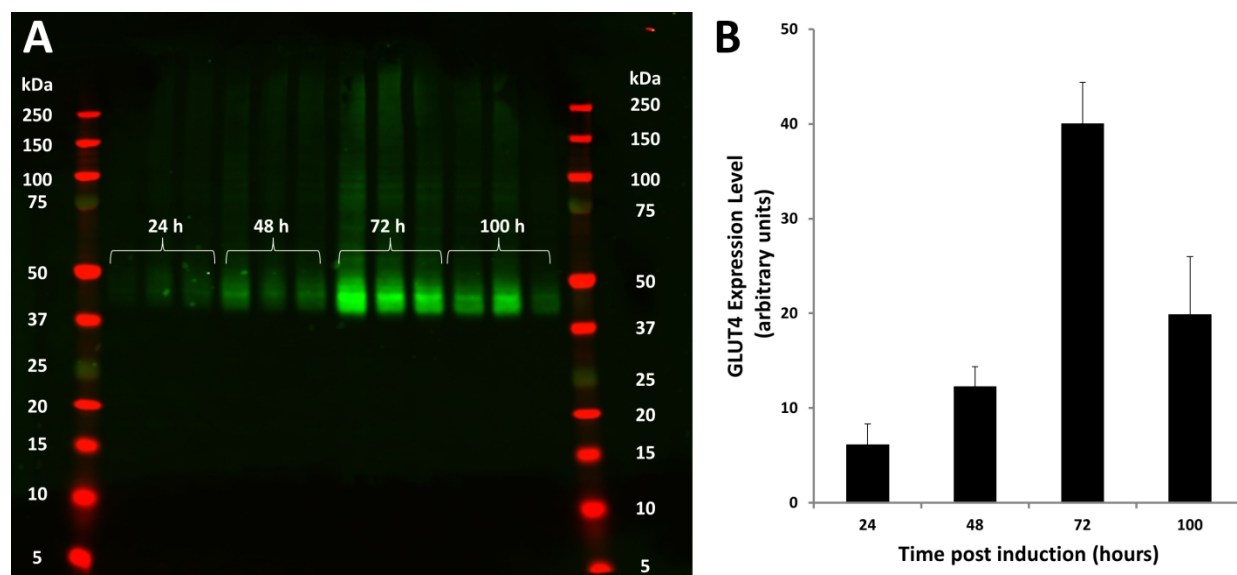 A
kDa
250
150
100
75
50
37
25
20
15
10
5
24 h
48 h
72 h
100 h
kDa
250
150
100
75
50
37
25
20
15
10
5
B
GLUT4 Expression Level
(arbitrary units)
50
40
30
20
10
0
24
48
72
100
Time post induction (hours)